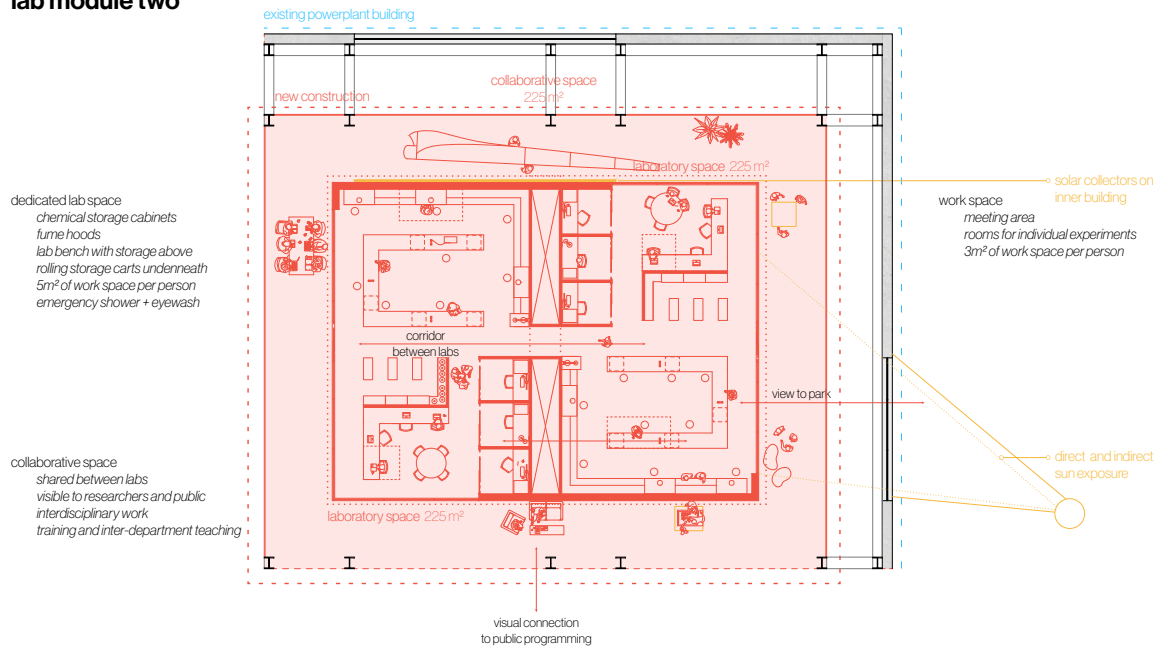 lab module two
existing powerplant building
collaborative space
225 m²
new construction
laboratory space 225 m²
solar collectors on
inner building
dedicated lab space
chemical storage cabinets
fume hoods
lab bench with storage above
rolling storage carts undenneath
5m² of work space per person
emergency shower + eyewash
work space
meeting area
rooms for individual experiments
3m² of work space per person
corridor
between labs
view to park
collaborative space
shared between labs
visible to researchers and public
interdisciplinary work
training and inter-department teaching
direct and indirect
sun exposure
laboratory space 225 m²
visual connection
to public programming